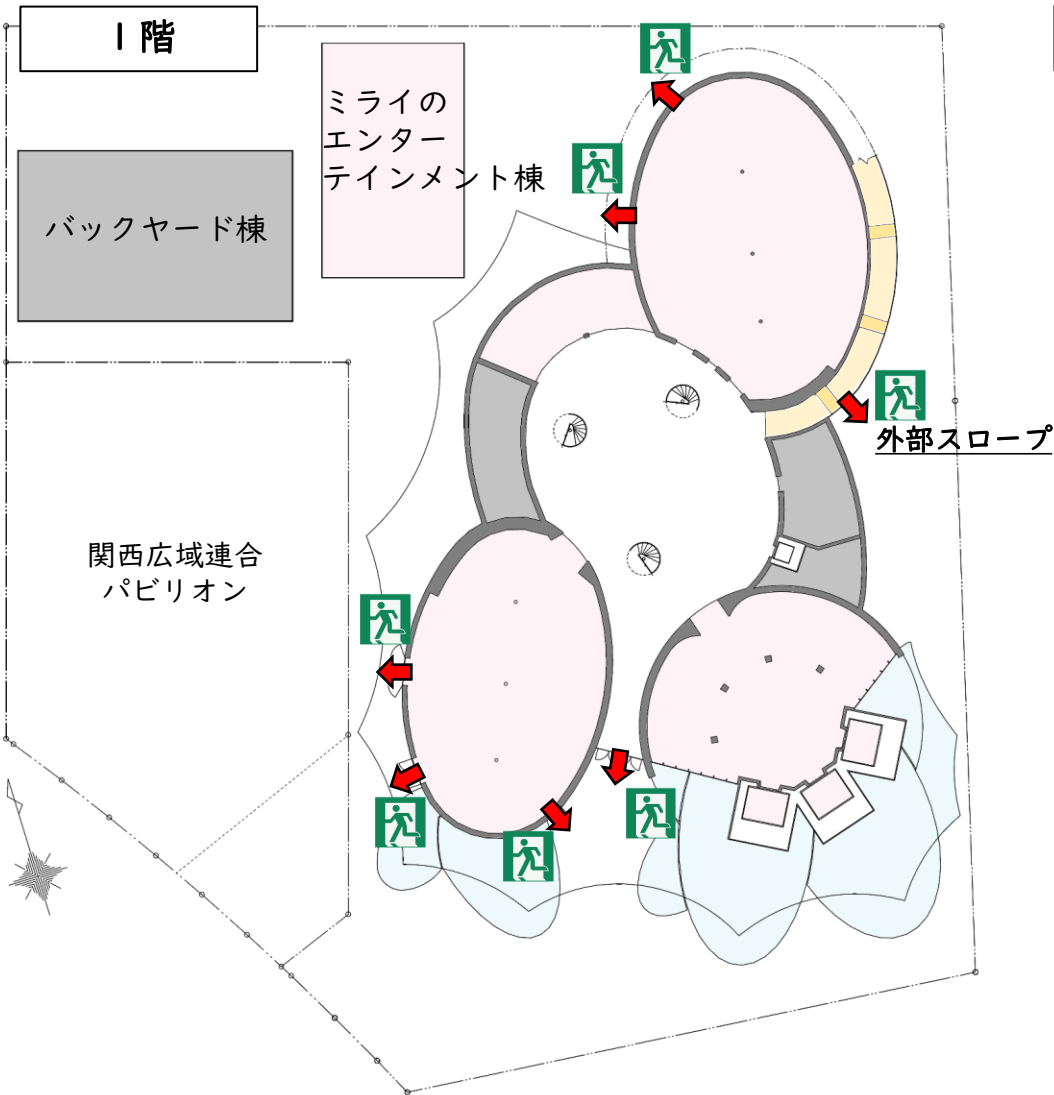 1階
ミライの
エンター
テインメント棟
バックヤード棟
外部スロープ
関西広域連合
パビリオン